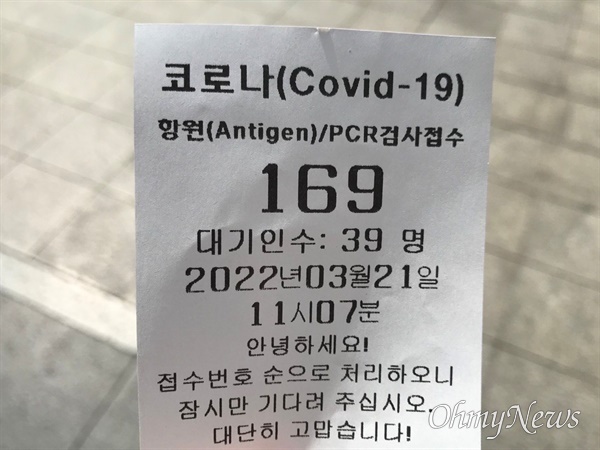 코로나(Covid-19)
항원(Antigen)/PCR검사접수
169
대기인수: 39 명
2022년03월21일
11시07분
안녕하세요!
접수번호 순으로 처리하오니
잠시만 기다려 주십시오.
대단히 고맙습니다!
OhmyNews